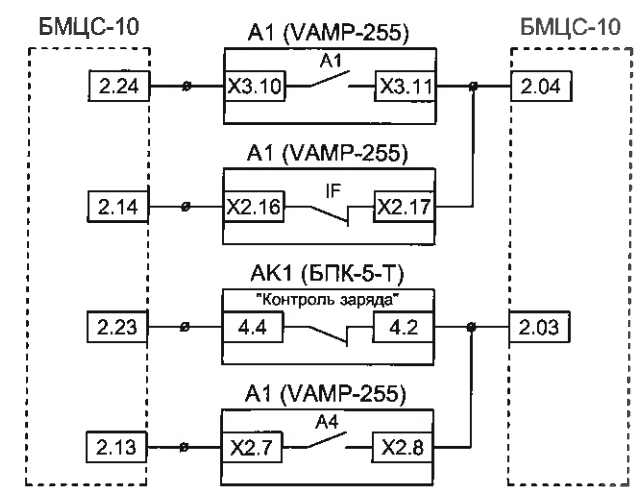 БМЦС-10
A1 (VAMP-255)
БМЦС-10
A1
2.24
X3.10
X3.11
2.04
A1 (VAMP-255)
IF
2.14
X2.16
X2.17
AK1 (БПК-5-Т)
"Контроль заряда"
2.23
4.4
4.2
2.03
A1 (VAMP-255)
A4
2.13
X2.7
X2.8